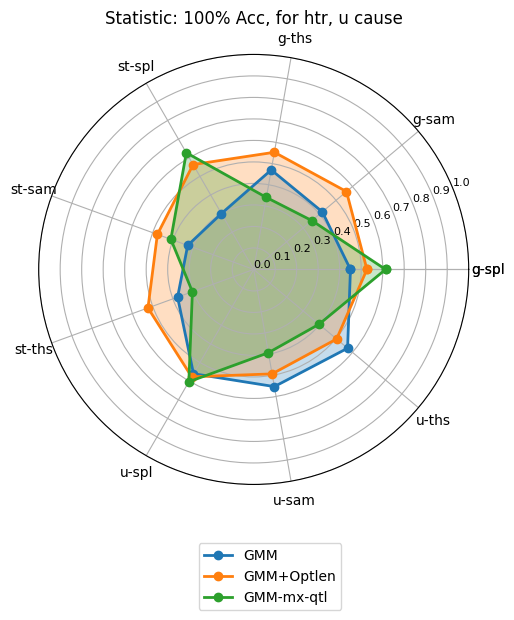 Statistic: 100% Acc, for htr, u cause
g-ths
st-spl
g-sam
1.0
0.9
0.8
0.7
0.6
0.5
0.4
0.3
0.2
0.1
0.0
st-sam
g-spl
st-ths
u-ths
u-spl
u-sam
GMM
GMM+Optlen
GMM-mx-qtl